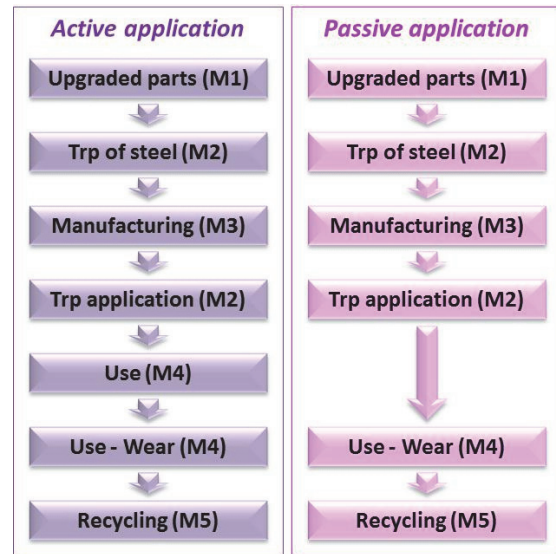 Active application
Upgraded parts (M1)
Trp of steel (M2)
Manufacturing (M3)
Trp application (M2)
Use (M4)
Use - Wear (M4)
Recycling (M5)
Passive application
Upgraded parts (M1)
Trp of steel (M2)
Manufacturing (M3)
Trp application (M2)
Use - Wear (M4)
Recycling (M5)